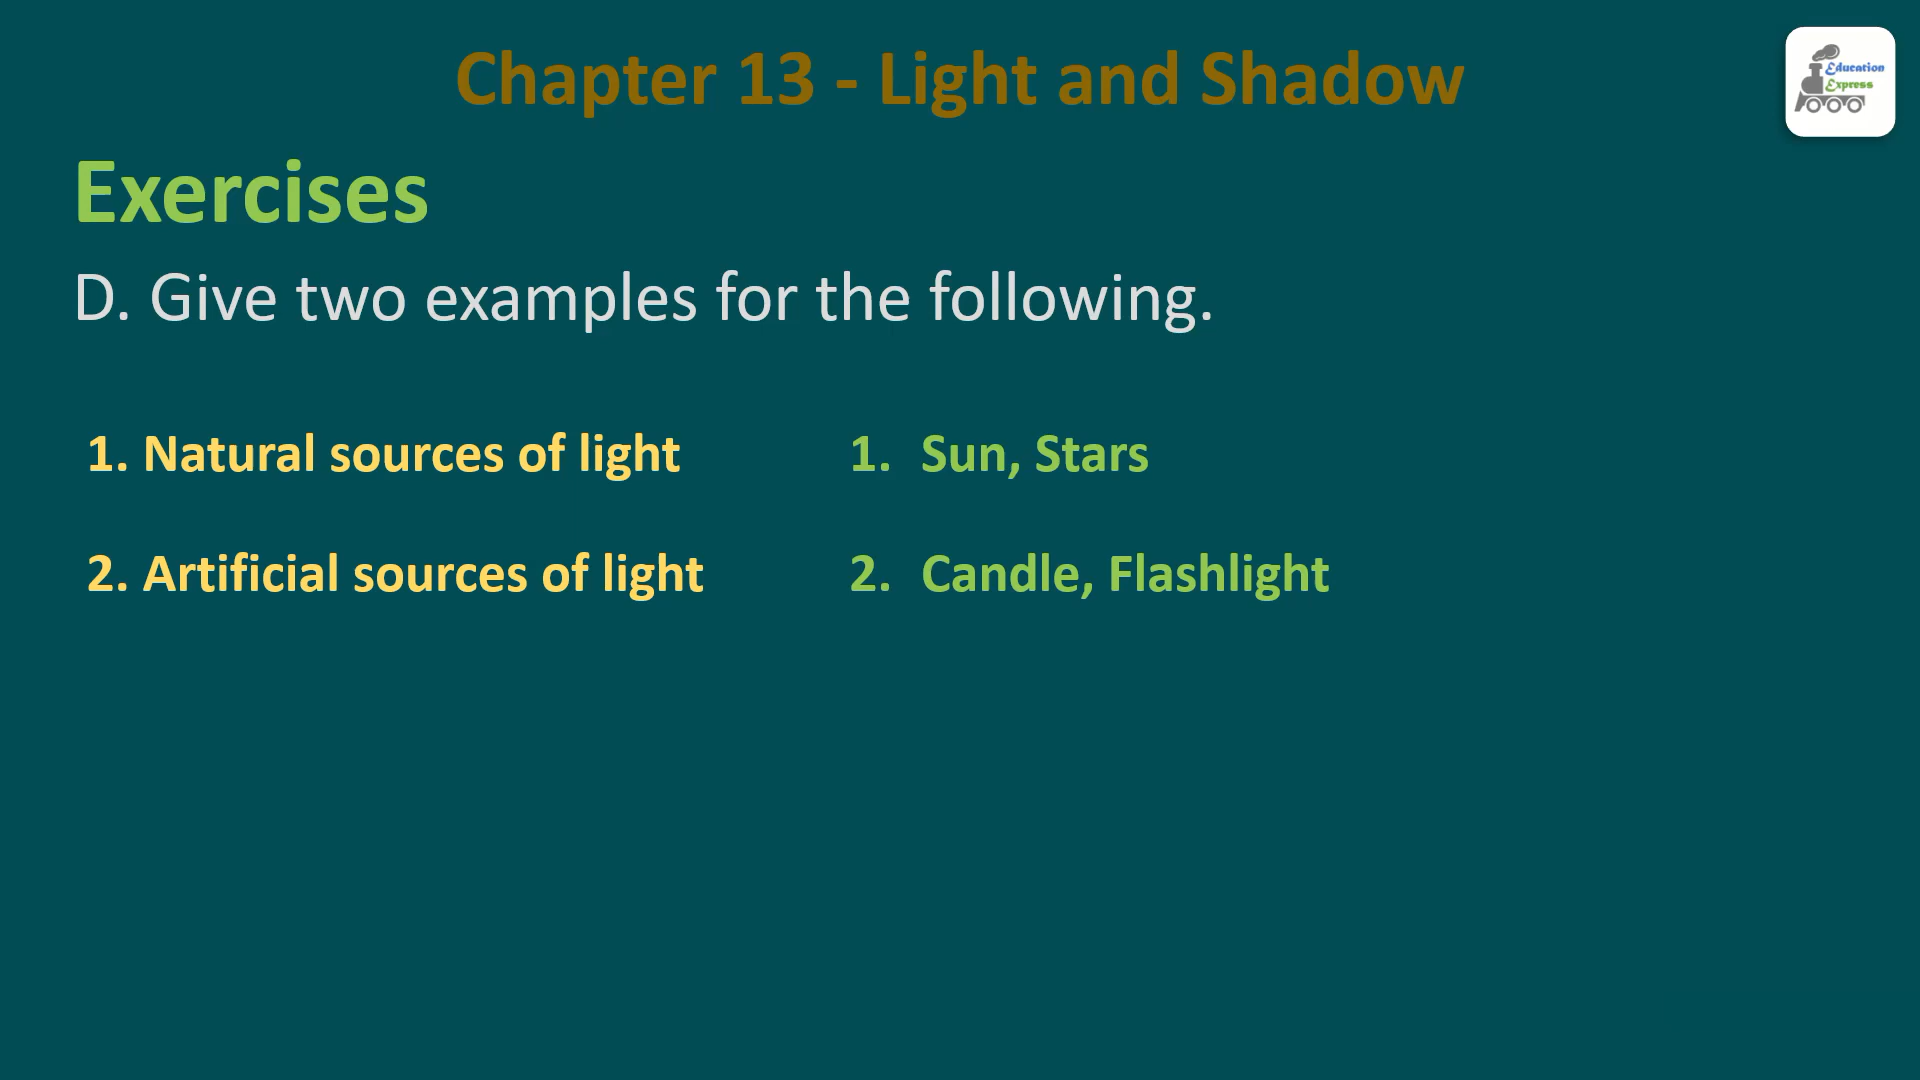 Chapter 13 - Light and Shadow
Education
Express
Exercises
D. Give two examples for the following.
1. Natural sources of light
1. Sun, Stars
2. Artificial sources of light
2. Candle, Flashlight